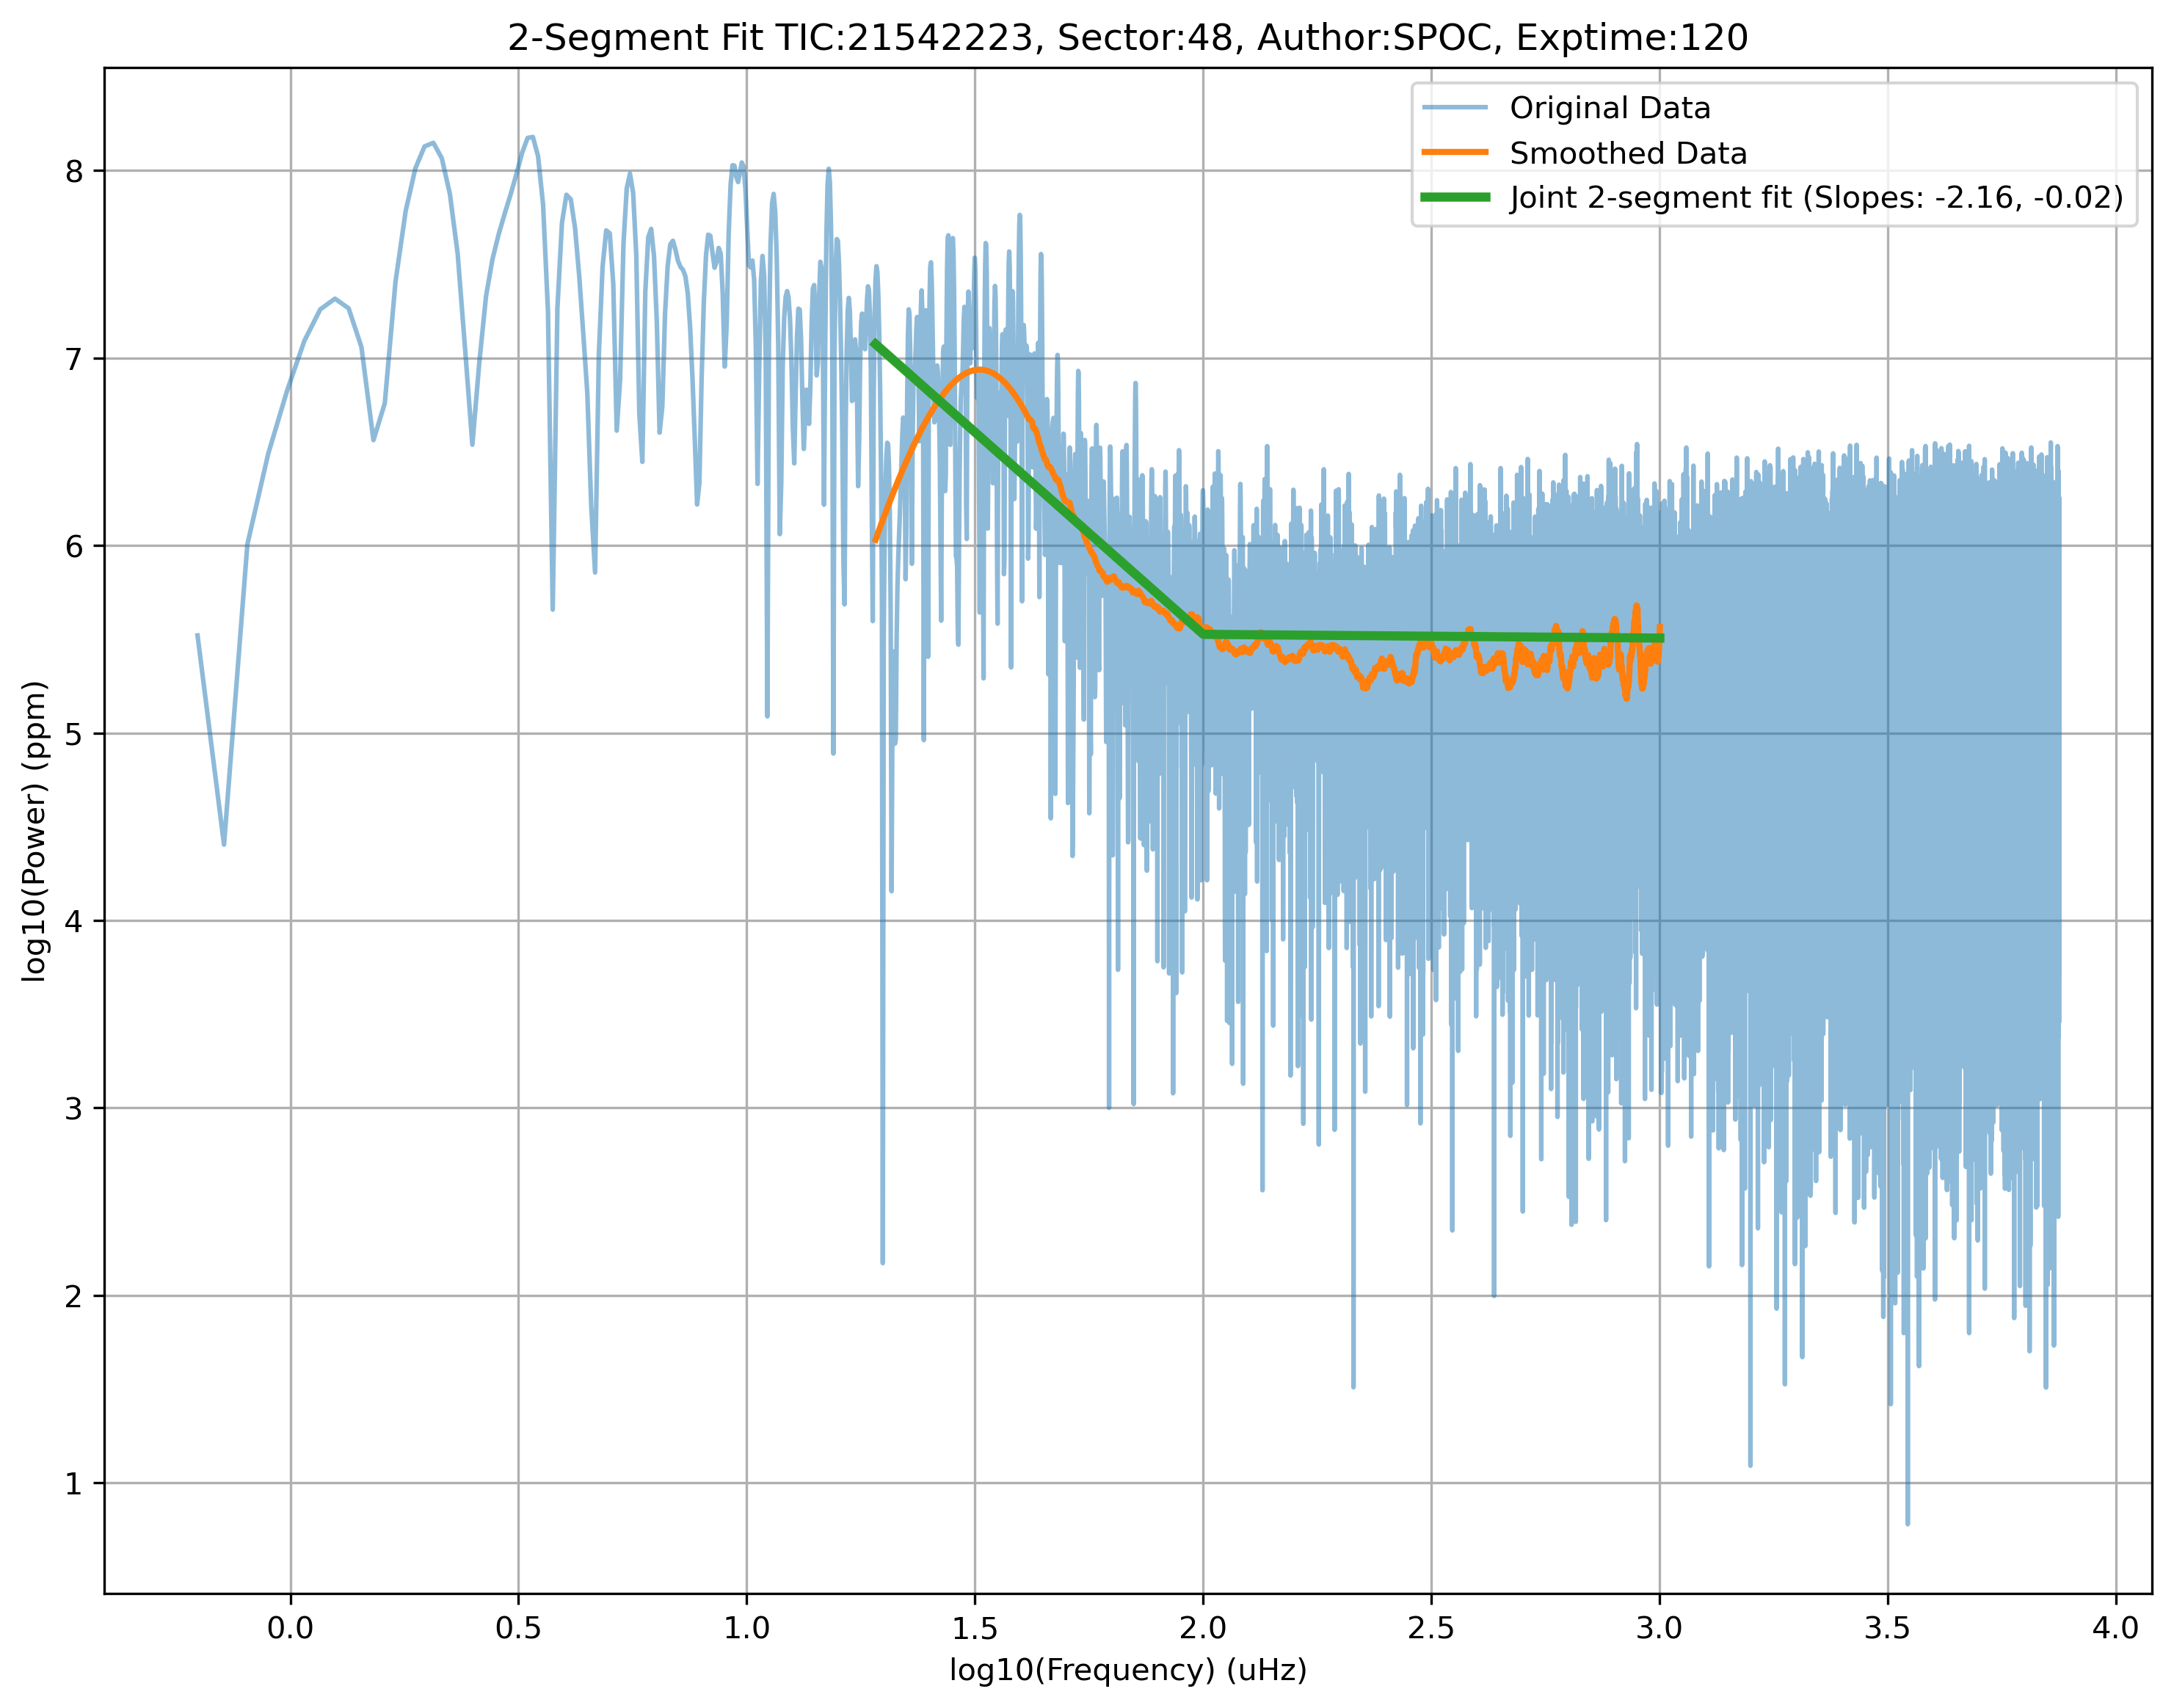 2-Segment Fit TIC:21542223, Sector:48, Author:SPOC, Exptime:120
Original Data
Smoothed Data
Joint 2-segment fit (Slopes: -2.16, -0.02)
log10(Power) (ppm)
8
7
6
5
4
3
2
1
0.0 0.5 1.0 1.5 2.0 2.5 3.0 3.5 4.0
log10(Frequency) (uHz)